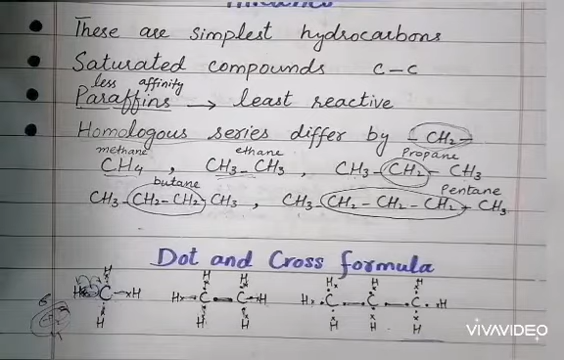 These are simplest hydrocarbons
Saturated compounds C-C
less affinity
Paraffins → least reactive
Homologous series differ by -CH2-
methane ethane Propane
CH4 , CH3-CH3 , CH3-CH2-CH3
butane Pentane
CH3-CH2-CH2-CH3 , CH3-CH2-CH2-CH2-CH3
Dot and Cross formula
H H H H H H
H C H H C C H H C C C H
H H H H H H
VIVAVIDEO